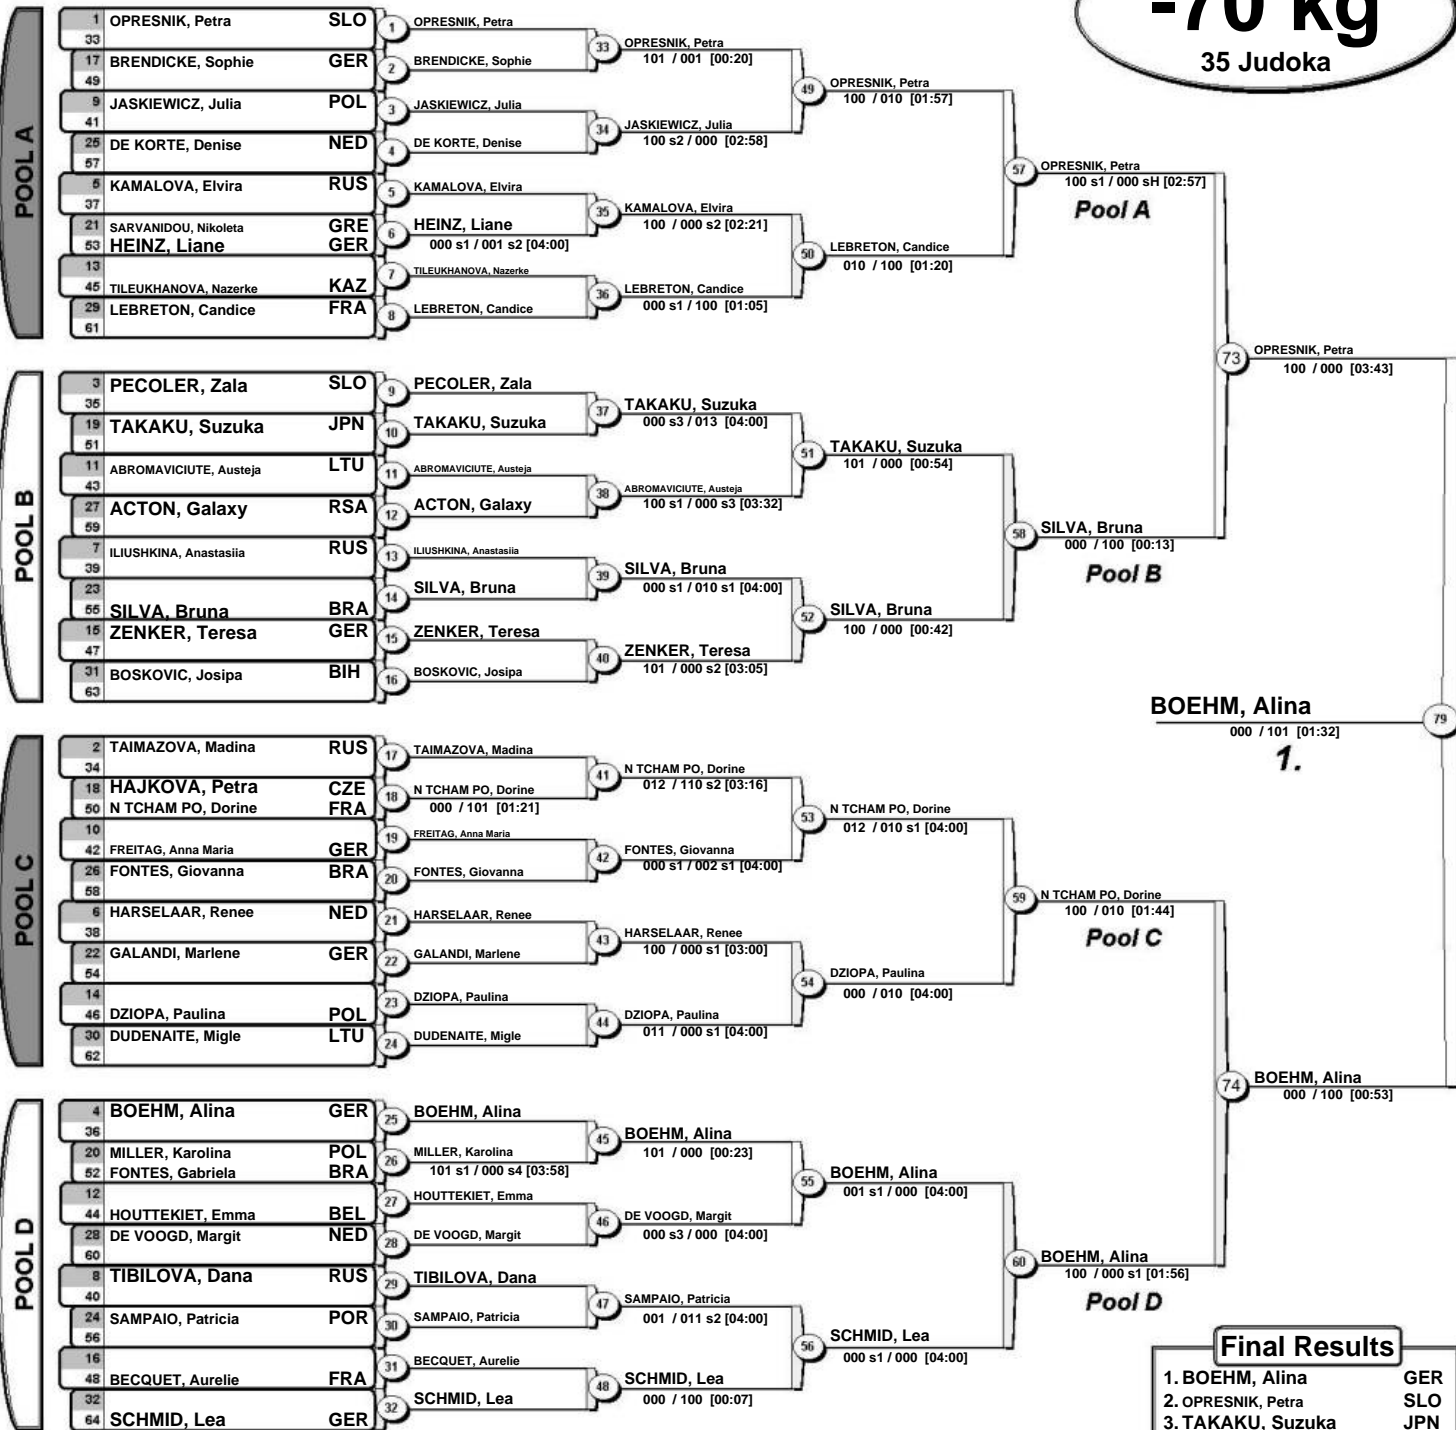 -70 kg
35 Judoka
POOL A
1 OPRESNIK, Petra SLO
33
17 BRENDICKE, Sophie GER
49
9 JASKIEWICZ, Julia POL
41
25 DE KORTE, Denise NED
57
5 KAMALOVA, Elvira RUS
37
21 SARVANIDOU, Nikoleta GRE
53 HEINZ, Liane GER
13
45 TILEUKHANOVA, Nazerke KAZ
29 LEBRETON, Candice FRA
61
1 OPRESNIK, Petra
2 BRENDICKE, Sophie
3 JASKIEWICZ, Julia
4 DE KORTE, Denise
5 KAMALOVA, Elvira
6 HEINZ, Liane
000 s1 / 001 s2 [04:00]
7 TILEUKHANOVA, Nazerke
8 LEBRETON, Candice
33 OPRESNIK, Petra
101 / 001 [00:20]
34 JASKIEWICZ, Julia
100 s2 / 000 [02:58]
35 KAMALOVA, Elvira
100 / 000 s2 [02:21]
36 LEBRETON, Candice
000 s1 / 100 [01:05]
49 OPRESNIK, Petra
100 / 010 [01:57]
50 LEBRETON, Candice
010 / 100 [01:20]
57 OPRESNIK, Petra
100 s1 / 000 sH [02:57]
Pool A
POOL B
3 PECOLER, Zala SLO
35
19 TAKAKU, Suzuka JPN
51
11 ABROMAVICIUTE, Austeja LTU
43
27 ACTON, Galaxy RSA
59
7 ILIUSHKINA, Anastasiia RUS
39
23
55 SILVA, Bruna BRA
15 ZENKER, Teresa GER
47
31 BOSKOVIC, Josipa BIH
63
9 PECOLER, Zala
10 TAKAKU, Suzuka
11 ABROMAVICIUTE, Austeja
12 ACTON, Galaxy
13 ILIUSHKINA, Anastasiia
14 SILVA, Bruna
15 ZENKER, Teresa
16 BOSKOVIC, Josipa
37 TAKAKU, Suzuka
000 s3 / 013 [04:00]
38 ABROMAVICIUTE, Austeja
100 s1 / 000 s3 [03:32]
39 SILVA, Bruna
000 s1 / 010 s1 [04:00]
40 ZENKER, Teresa
101 / 000 s2 [03:05]
51 TAKAKU, Suzuka
101 / 000 [00:54]
52 SILVA, Bruna
100 / 000 [00:42]
58 SILVA, Bruna
000 / 100 [00:13]
Pool B
73 OPRESNIK, Petra
100 / 000 [03:43]
BOEHM, Alina 79
000 / 101 [01:32]
1.
POOL C
2 TAIMAZOVA, Madina RUS
34
18 HAJKOVA, Petra CZE
50 N TCHAM PO, Dorine FRA
10
42 FREITAG, Anna Maria GER
26 FONTES, Giovanna BRA
58
6 HARSELAAR, Renee NED
38
22 GALANDI, Marlene GER
54
14
46 DZIOPA, Paulina POL
30 DUDENAITE, Migle LTU
62
17 TAIMAZOVA, Madina
18 N TCHAM PO, Dorine
000 / 101 [01:21]
19 FREITAG, Anna Maria
20 FONTES, Giovanna
21 HARSELAAR, Renee
22 GALANDI, Marlene
23 DZIOPA, Paulina
24 DUDENAITE, Migle
41 N TCHAM PO, Dorine
012 / 110 s2 [03:16]
42 FONTES, Giovanna
000 s1 / 002 s1 [04:00]
43 HARSELAAR, Renee
100 / 000 s1 [03:00]
44 DZIOPA, Paulina
011 / 000 s1 [04:00]
53 N TCHAM PO, Dorine
012 / 010 s1 [04:00]
54 DZIOPA, Paulina
000 / 010 [04:00]
59 N TCHAM PO, Dorine
100 / 010 [01:44]
Pool C
74 BOEHM, Alina
000 / 100 [00:53]
POOL D
4 BOEHM, Alina GER
36
20 MILLER, Karolina POL
52 FONTES, Gabriela BRA
12
44 HOUTTEKIET, Emma BEL
28 DE VOOGD, Margit NED
60
8 TIBILOVA, Dana RUS
40
24 SAMPAIO, Patricia POR
56
16
48 BECQUET, Aurelie FRA
32
64 SCHMID, Lea GER
25 BOEHM, Alina
26 MILLER, Karolina
101 s1 / 000 s4 [03:58]
27 HOUTTEKIET, Emma
28 DE VOOGD, Margit
29 TIBILOVA, Dana
30 SAMPAIO, Patricia
31 BECQUET, Aurelie
32 SCHMID, Lea
45 BOEHM, Alina
101 / 000 [00:23]
46 DE VOOGD, Margit
000 s3 / 000 [04:00]
47 SAMPAIO, Patricia
001 / 011 s2 [04:00]
48 SCHMID, Lea
000 / 100 [00:07]
55 BOEHM, Alina
001 s1 / 000 [04:00]
56 SCHMID, Lea
000 s1 / 000 [04:00]
60 BOEHM, Alina
100 / 000 s1 [01:56]
Pool D
Final Results
1. BOEHM, Alina GER
2. OPRESNIK, Petra SLO
3. TAKAKU, Suzuka JPN